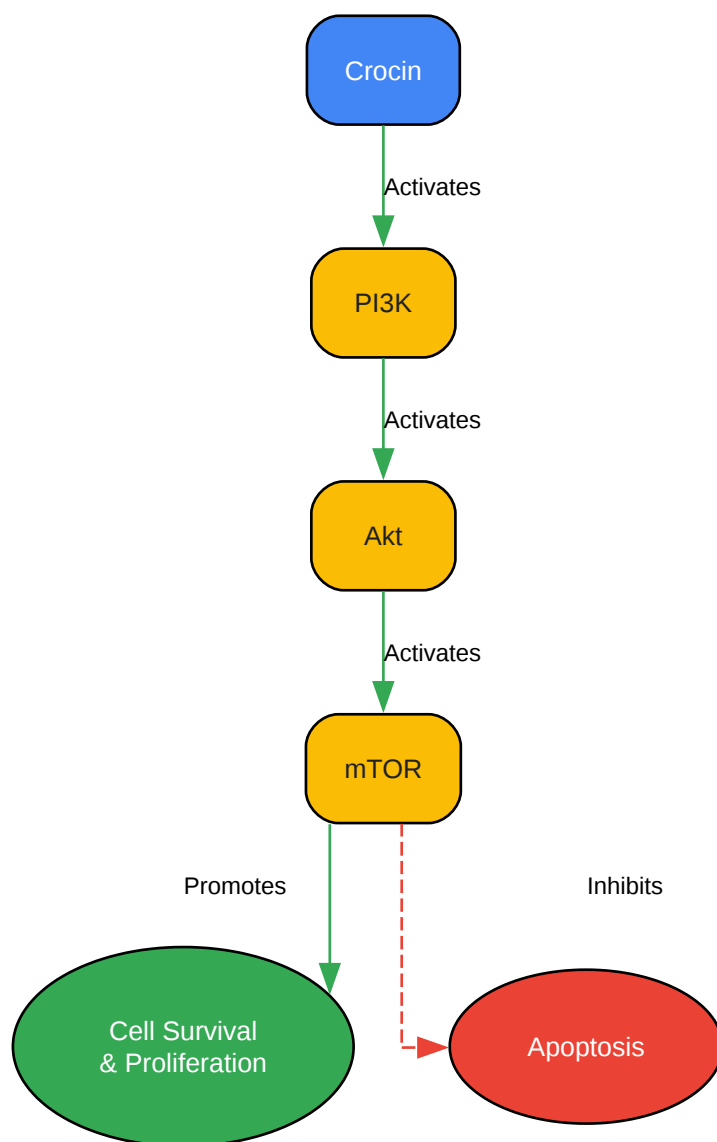 Crocin
Activates
PI3K
Activates
Akt
Activates
mTOR
Promotes
Inhibits
Cell Survival
& Proliferation
Apoptosis